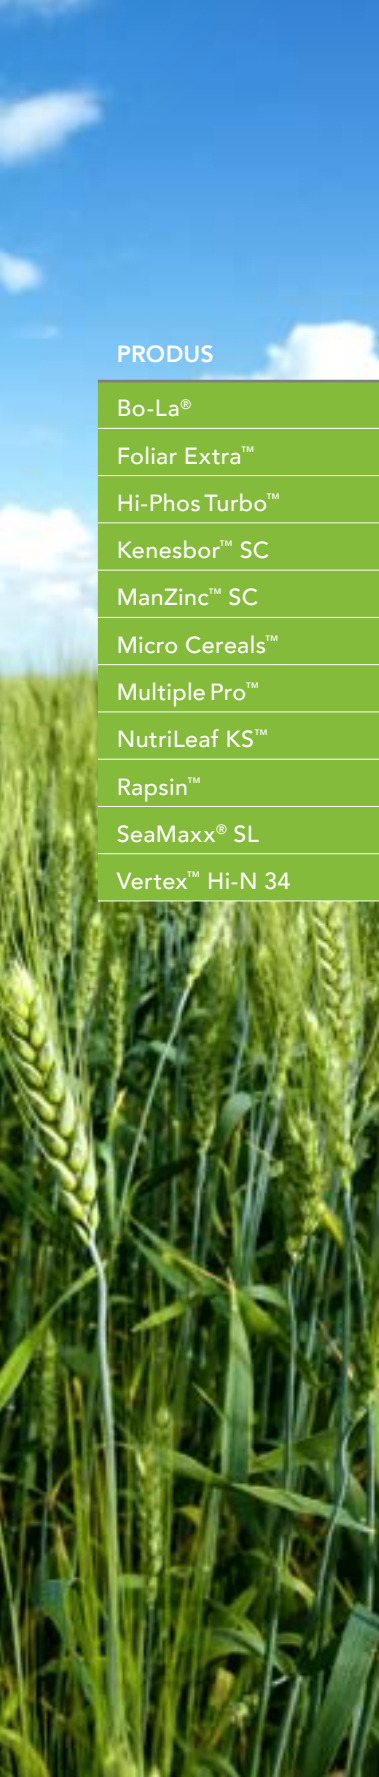 PRODUS
Bo-La®
Foliar Extra™
Hi-Phos Turbo™
Kenesbor™ SC
ManZinc™ SC
Micro Cereals™
Multiple Pro™
NutriLeaf KS™
Rapsin™
SeaMaxx® SL
Vertex™ Hi-N 34